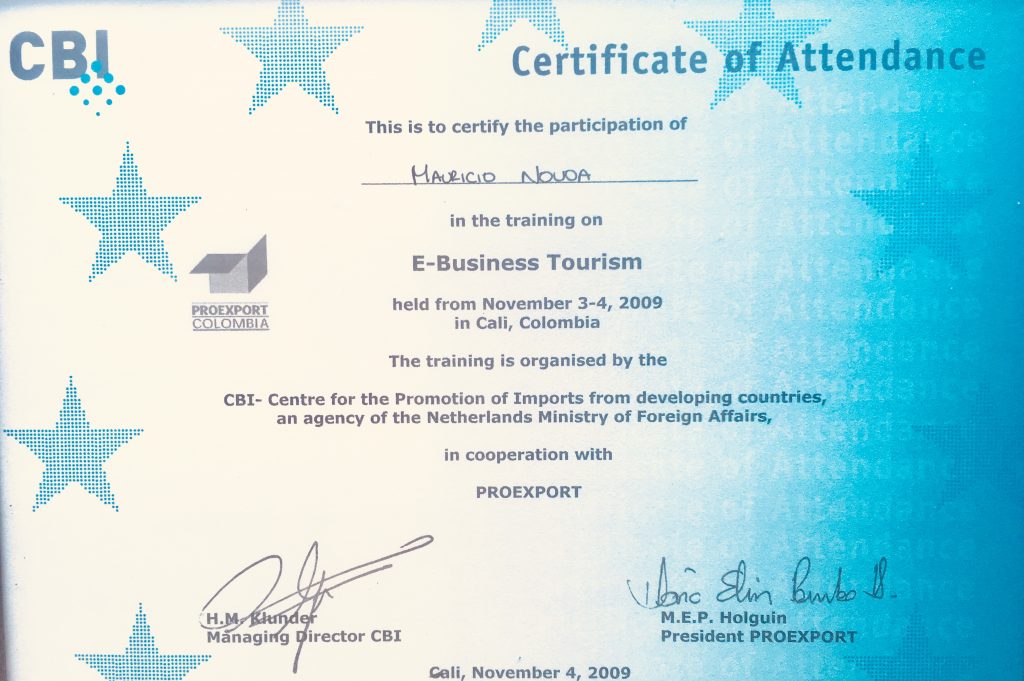 CBI
Certificate of Attendance
This is to certify the participation of
MAURICIO NOUDA
in the training on
E-Business Tourism
PROEXPORT
COLOMBIA
held from November 3-4, 2009
in Cali, Colombia
The training is organised by the
CBI- Centre for the Promotion of Imports from developing countries,
an agency of the Netherlands Ministry of Foreign Affairs,
in cooperation with
PROEXPORT
H.M. Klunder
Managing Director CBI
M.E.P. Holguin
President PROEXPORT
Cali, November 4, 2009